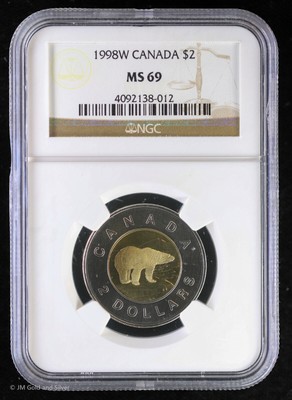 1998W CANADA $2
MS 69
4092138-012
NGC
CANADA
2 DOLLARS
© JM Gold and Silver